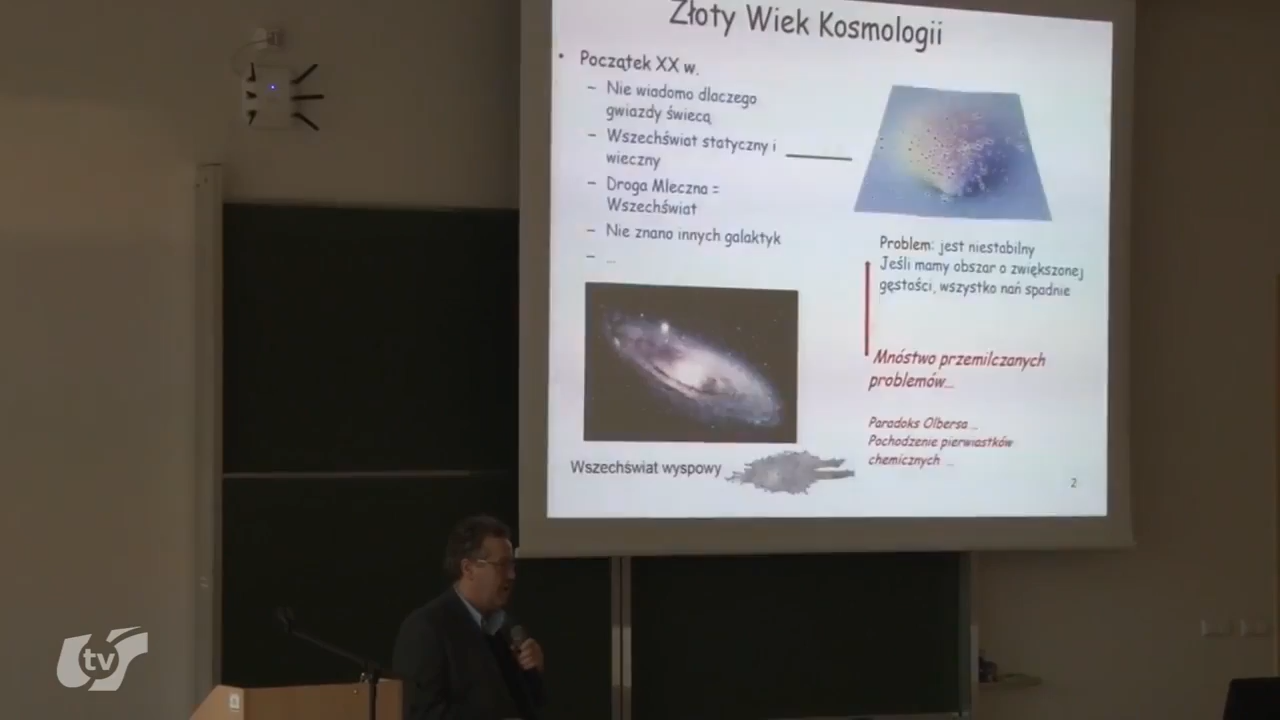 Złoty Wiek Kosmologii
• Początek XX w.
– Nie wiadomo dlaczego
gwiazdy świecą
– Wszechświat statyczny i
wieczny
– Droga Mleczna =
Wszechświat
– Nie znano innych galaktyk
– ...
Wszechświat wyspowy
Problem: jest niestabilny
Jeśli mamy obszar o zwiększonej
gęstości, wszystko nań spadnie
Mnóstwo przemilczanych
problemów...
Paradoks Olbersa ...
Pochodzenie pierwiastków
chemicznych ...
2
tv